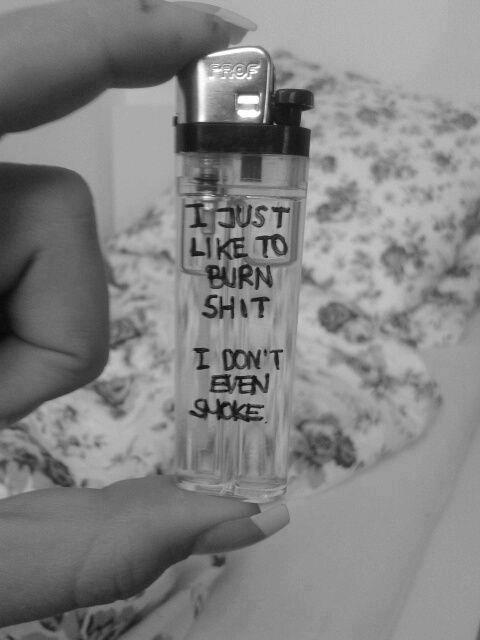 PROF
I JUST
LIKE TO
BURN
SHIT
I DON'T
EVEN
SMOKE.